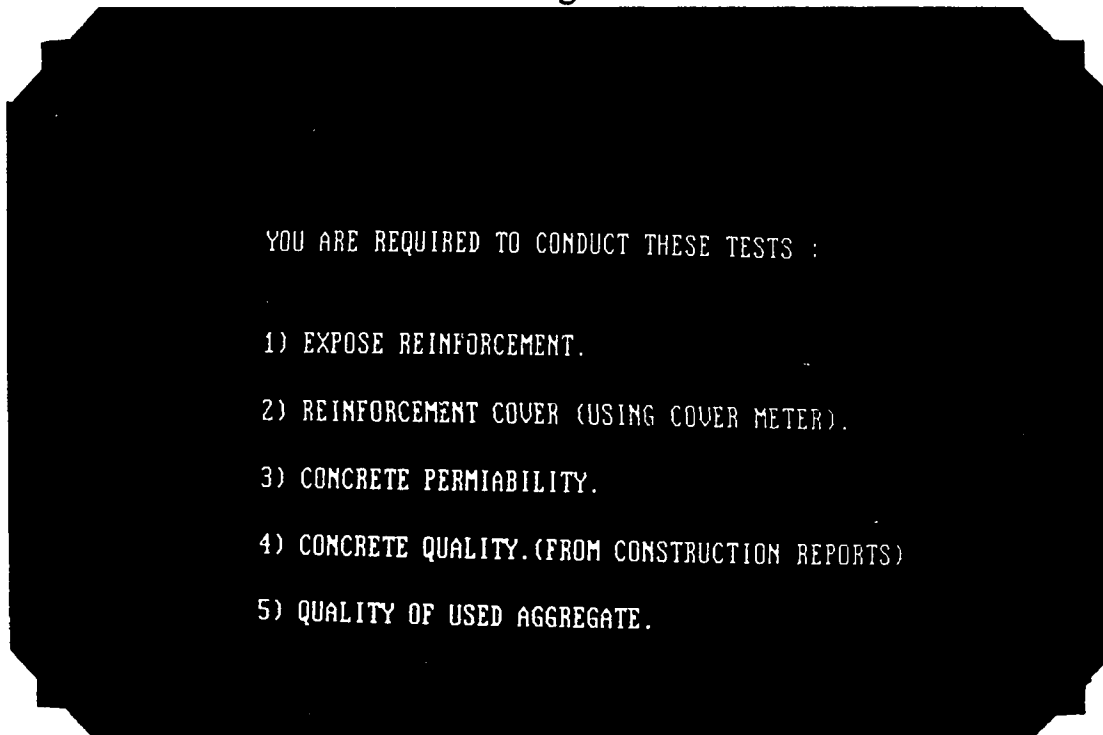 YOU ARE REQUIRED TO CONDUCT THESE TESTS :
1) EXPOSE REINFORCEMENT.
2) REINFORCEMENT COVER (USING COVER METER).
3) CONCRETE PERMIABILITY.
4) CONCRETE QUALITY.(FROM CONSTRUCTION REPORTS)
5) QUALITY OF USED AGGREGATE.